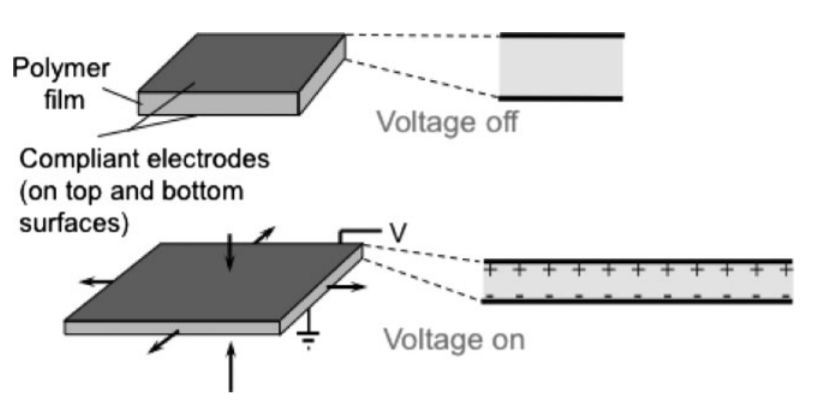 Polymer
film
Voltage off
Compliant electrodes
(on top and bottom
surfaces)
V
+ + + + + + + + + + +
- - - - - - - - - - -
Voltage on